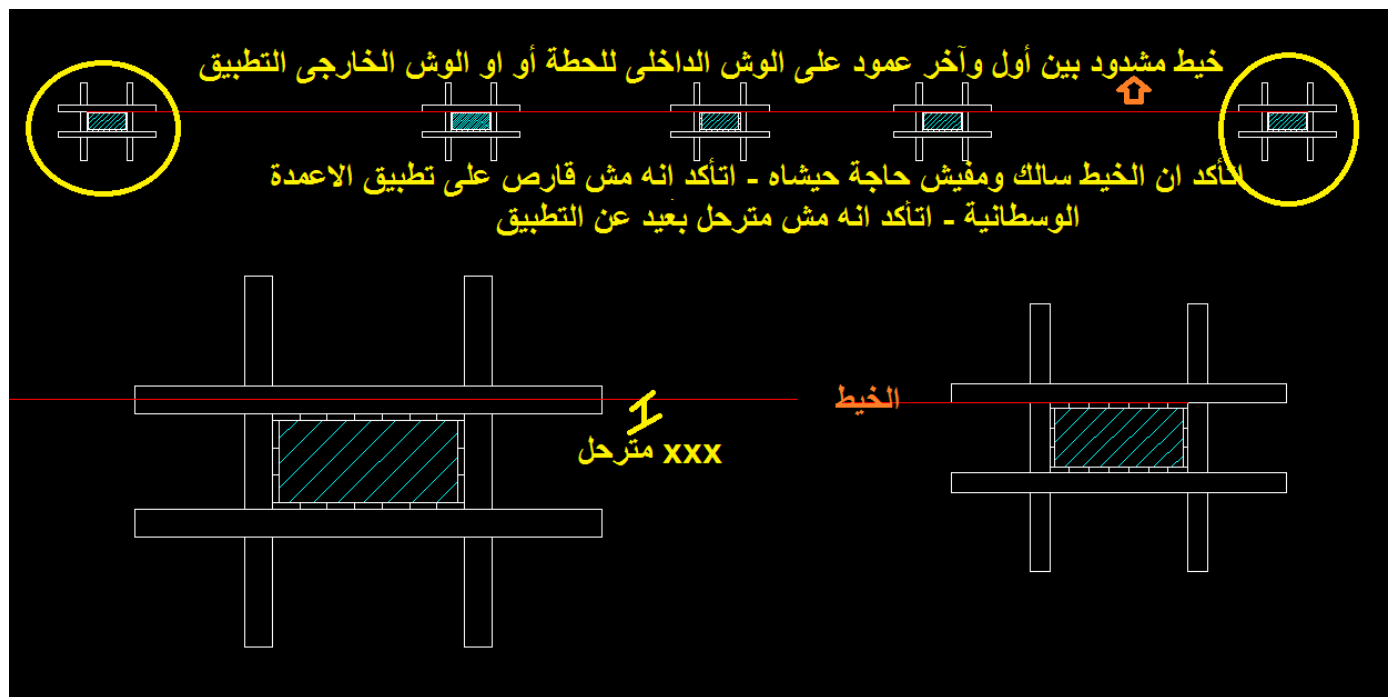 خيط مشدود بين أول وآخر عمود على الوش الداخلى للحطة أو او الوش الخارجى التطبيق
اتأكد ان الخيط سالك ومفيش حاجة حيشاه - اتأكد انه مش قارص على تطبيق الاعمدة
الوسطانية - اتأكد انه مش مترحل بعيد عن التطبيق
الخيط
xxx مترحل